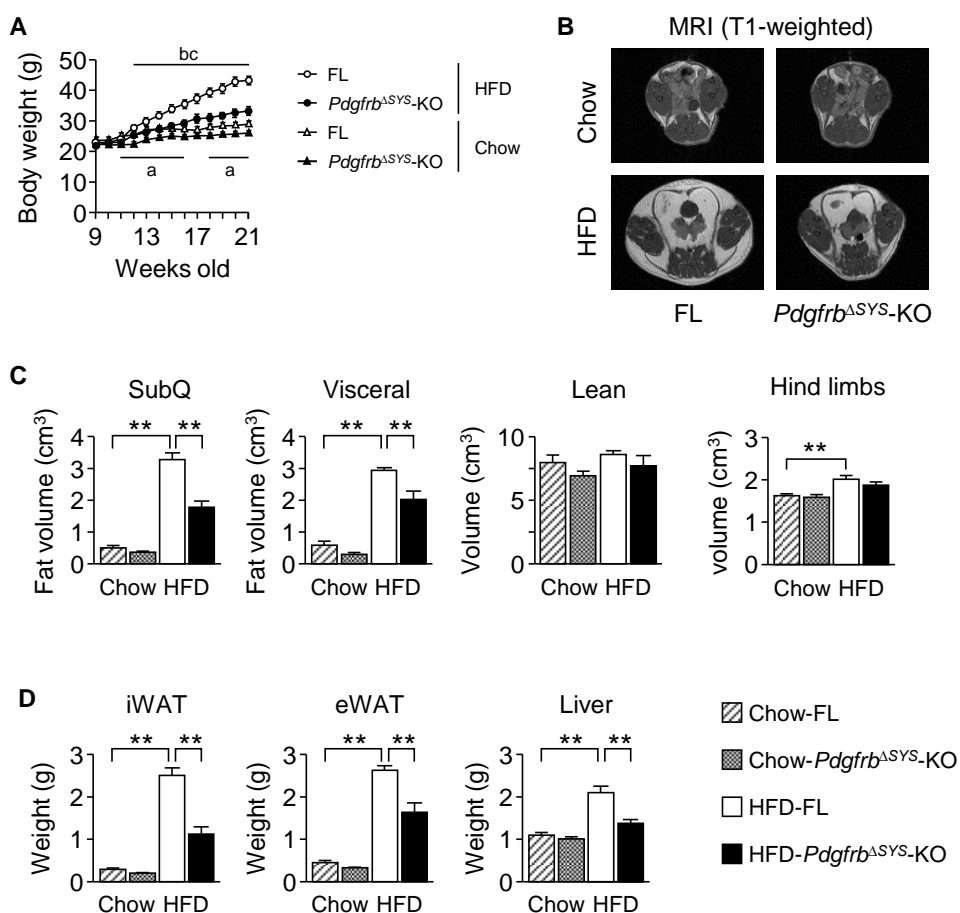 A
Body weight (g)
50
40
30
20
10
0
bc
a
a
9
13
17
21
Weeks old
FL
Pdgfrb^ΔSYS-KO
HFD
FL
Pdgfrb^ΔSYS-KO
Chow
B
MRI (T1-weighted)
Chow
HFD
FL
Pdgfrb^ΔSYS-KO
C
SubQ
Fat volume (cm³)
4
3
2
1
0
**
**
Chow HFD
Visceral
Fat volume (cm³)
4
3
2
1
0
**
**
Chow HFD
Lean
Volume (cm³)
10
5
0
Chow HFD
Hind limbs
volume (cm³)
3
2
1
0
**
Chow HFD
D
iWAT
Weight (g)
3
2
1
0
**
**
Chow HFD
eWAT
Weight (g)
3
2
1
0
**
**
Chow HFD
Liver
Weight (g)
3
2
1
0
**
**
Chow HFD
Chow-FL
Chow-Pdgfrb^ΔSYS-KO
HFD-FL
HFD-Pdgfrb^ΔSYS-KO